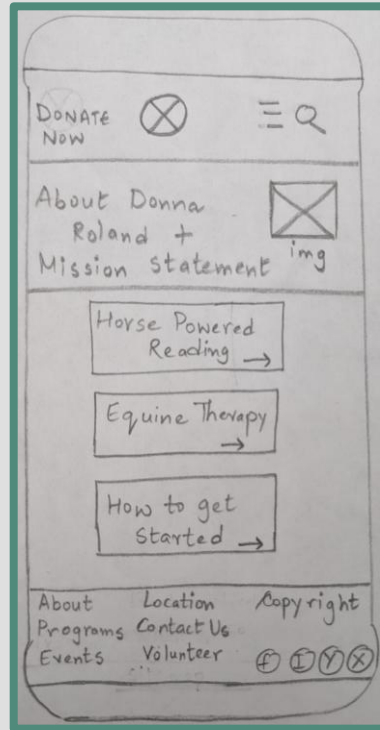 DONATE
NOW
About Donna
Roland +
Mission Statement
img
Horse Powered
Reading →
Equine Therapy
→
How to get
Started →
About Location Copyright
Programs Contact Us
Events Volunteer f I Y X